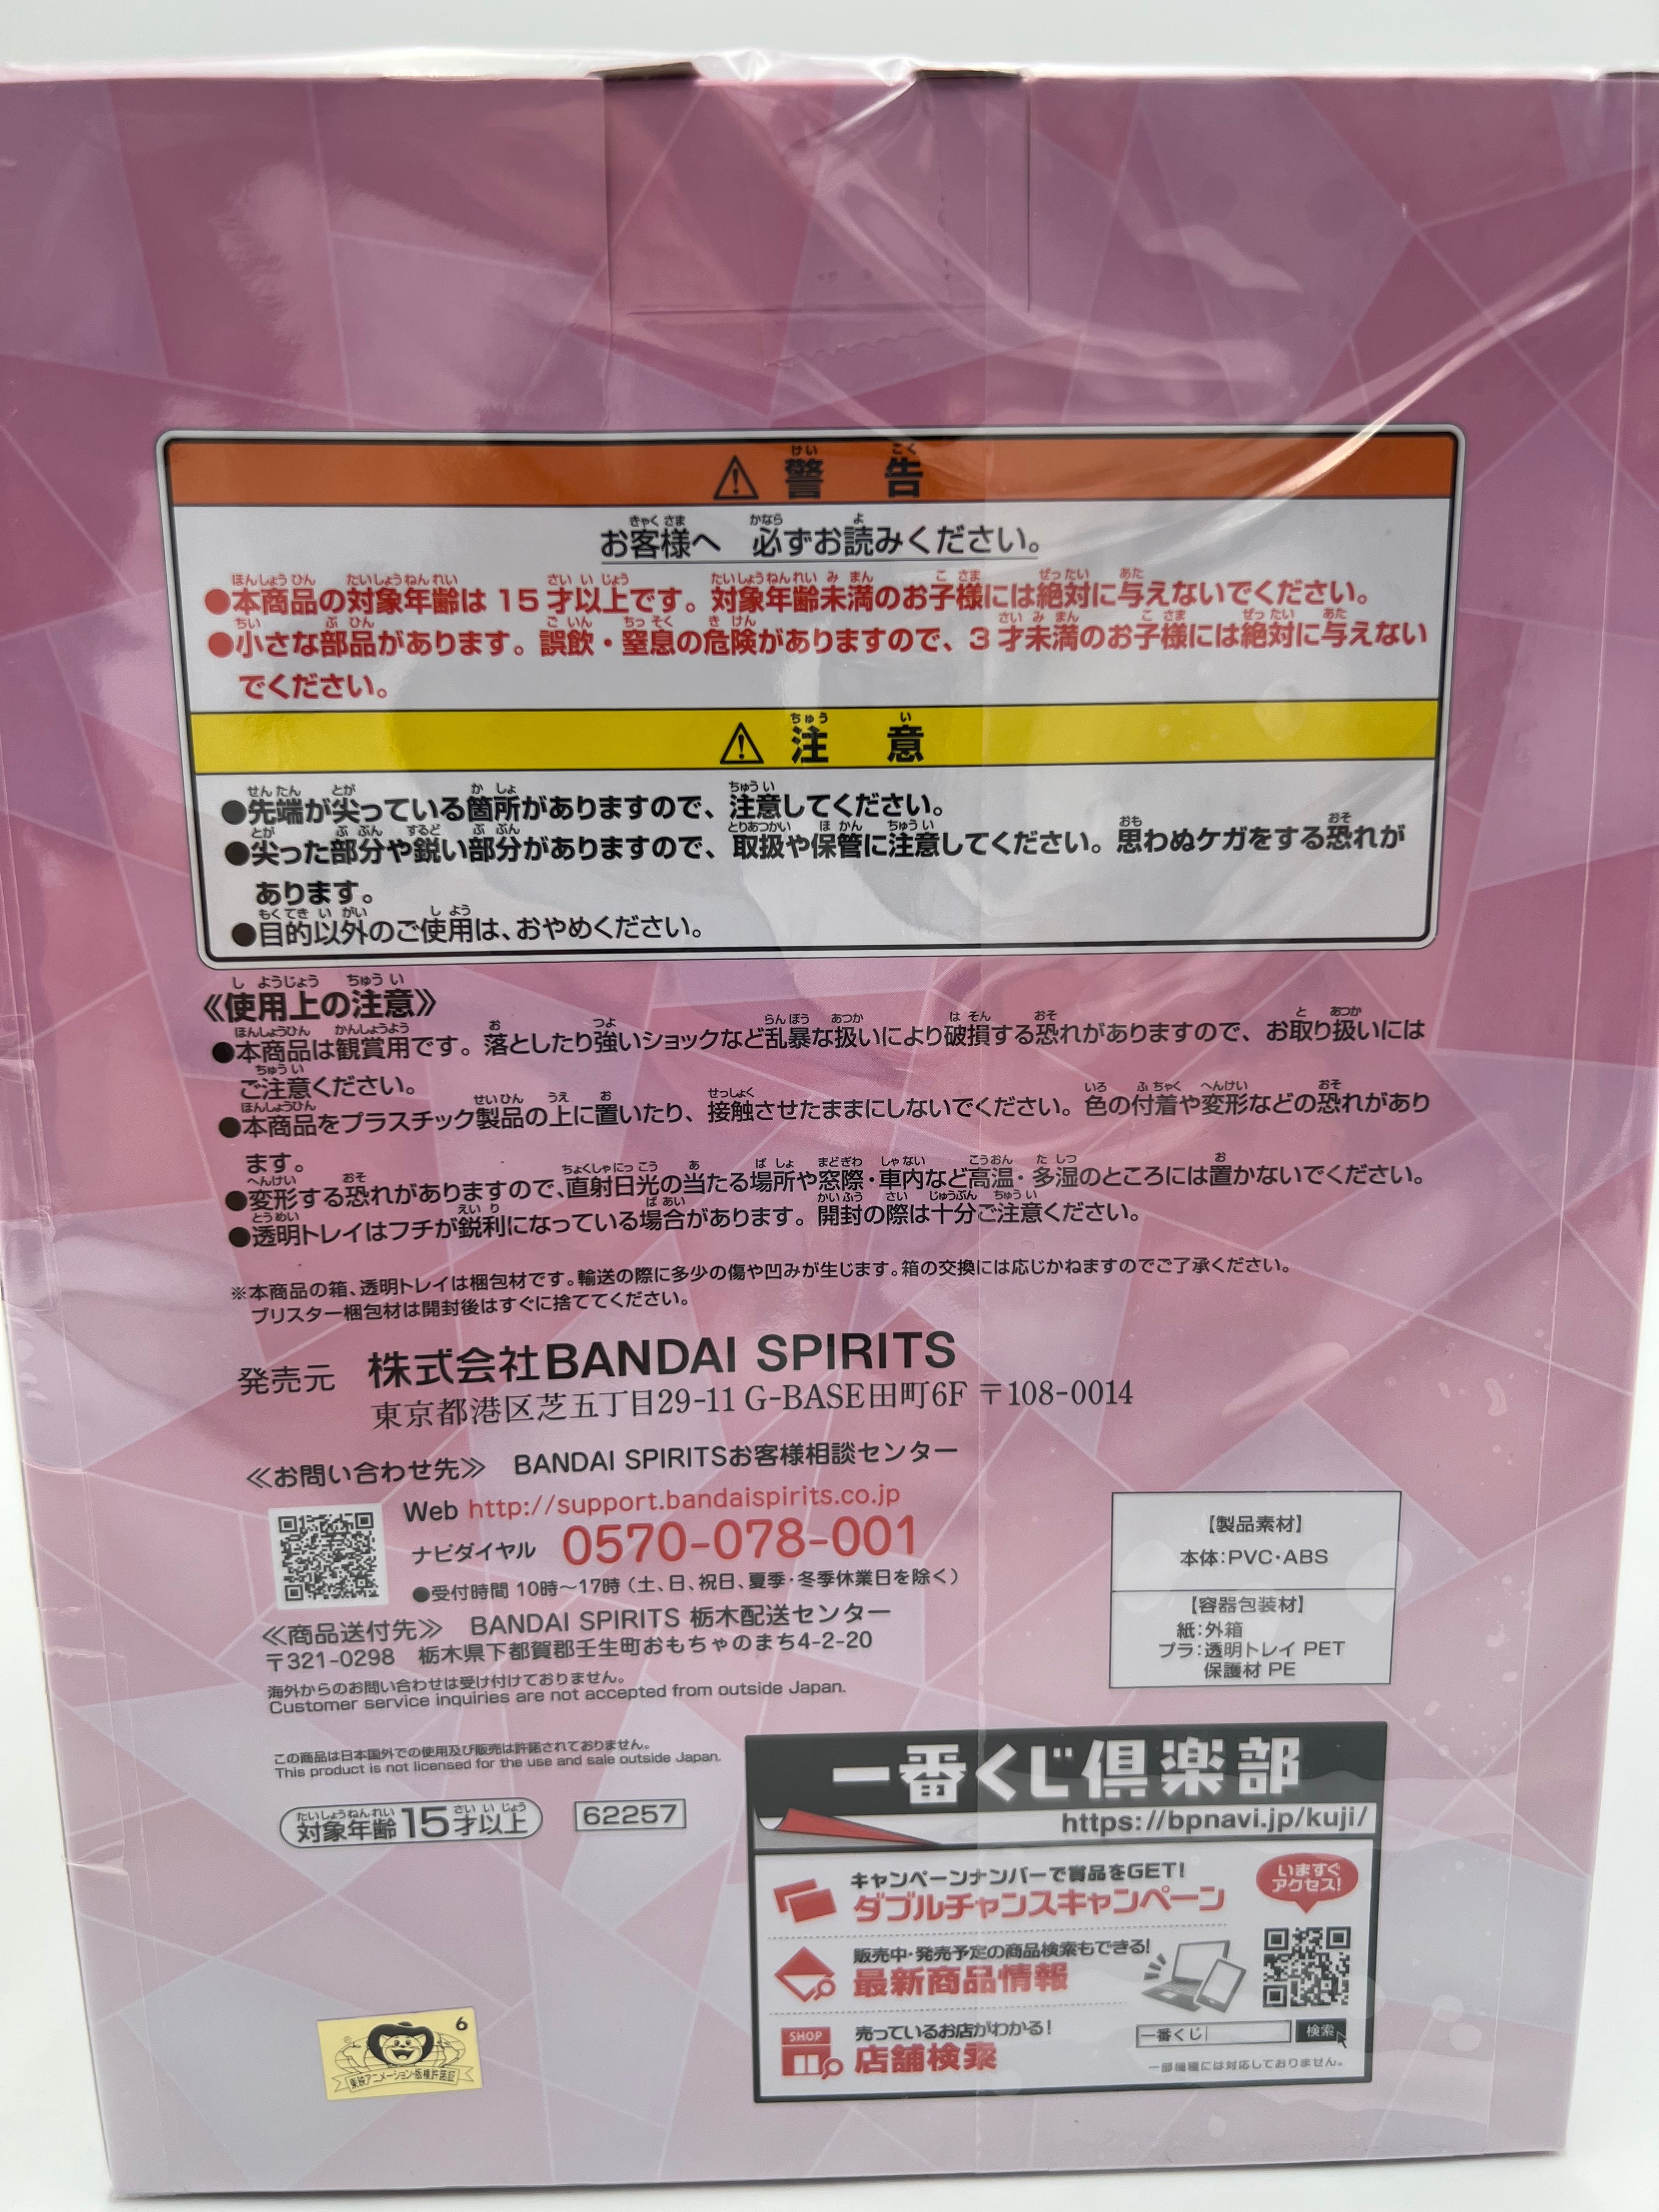 ⚠ 警告
お客様へ 必ずお読みください。
●本商品の対象年齢は15才以上です。対象年齢未満のお子様には絶対に与えないでください。
●小さな部品があります。誤飲・窒息の危険がありますので、3才未満のお子様には絶対に与えない
でください。
⚠ 注意
●先端が尖っている箇所がありますので、注意してください。
●尖った部分や鋭い部分がありますので、取扱や保管に注意してください。思わぬケガをする恐れが
あります。
●目的以外のご使用は、おやめください。
《使用上の注意》
●本商品は観賞用です。落としたり強いショックなど乱暴な扱いにより破損する恐れがありますので、お取り扱いには
ご注意ください。
●本商品をプラスチック製品の上に置いたり、接触させたままにしないでください。色の付着や変形などの恐れがあり
ます。
●変形する恐れがありますので、直射日光の当たる場所や窓際・車内など高温・多湿のところには置かないでください。
●透明トレイはフチが鋭利になっている場合があります。開封の際は十分ご注意ください。
※本商品の箱、透明トレイは梱包材です。輸送の際に多少の傷や凹みが生じます。箱の交換には応じかねますのでご了承ください。
ブリスター梱包材は開封後はすぐに捨ててください。
発売元 株式会社BANDAI SPIRITS
東京都港区芝五丁目29-11 G-BASE田町6F 〒108-0014
≪お問い合わせ先≫ BANDAI SPIRITSお客様相談センター
Web http://support.bandaispirits.co.jp
ナビダイヤル 0570-078-001
●受付時間 10時～17時(土、日、祝日、夏季・冬季休業日を除く)
≪商品送付先≫ BANDAI SPIRITS 栃木配送センター
〒321-0298 栃木県下都賀郡壬生町おもちゃのまち4-2-20
海外からのお問い合わせは受け付けておりません。
Customer service inquiries are not accepted from outside Japan.
【製品素材】
本体：PVC・ABS
【容器包装材】
紙：外箱
プラ：透明トレイ PET
保護材 PE
この商品は日本国外での使用及び販売は許諾されておりません。
This product is not licensed for the use and sale outside Japan.
対象年齢15才以上
62257
一番くじ倶楽部
https://bpnavi.jp/kuji/
キャンペーンナンバーで賞品をGET!
ダブルチャンスキャンペーン
いますぐ
アクセス!
販売中・発売予定の商品検索もできる!
最新商品情報
SHOP
売っているお店がわかる!
店舗検索
一番くじ
検索
一部機種には対応しておりません。
6
東映アニメーション・版権許諾証